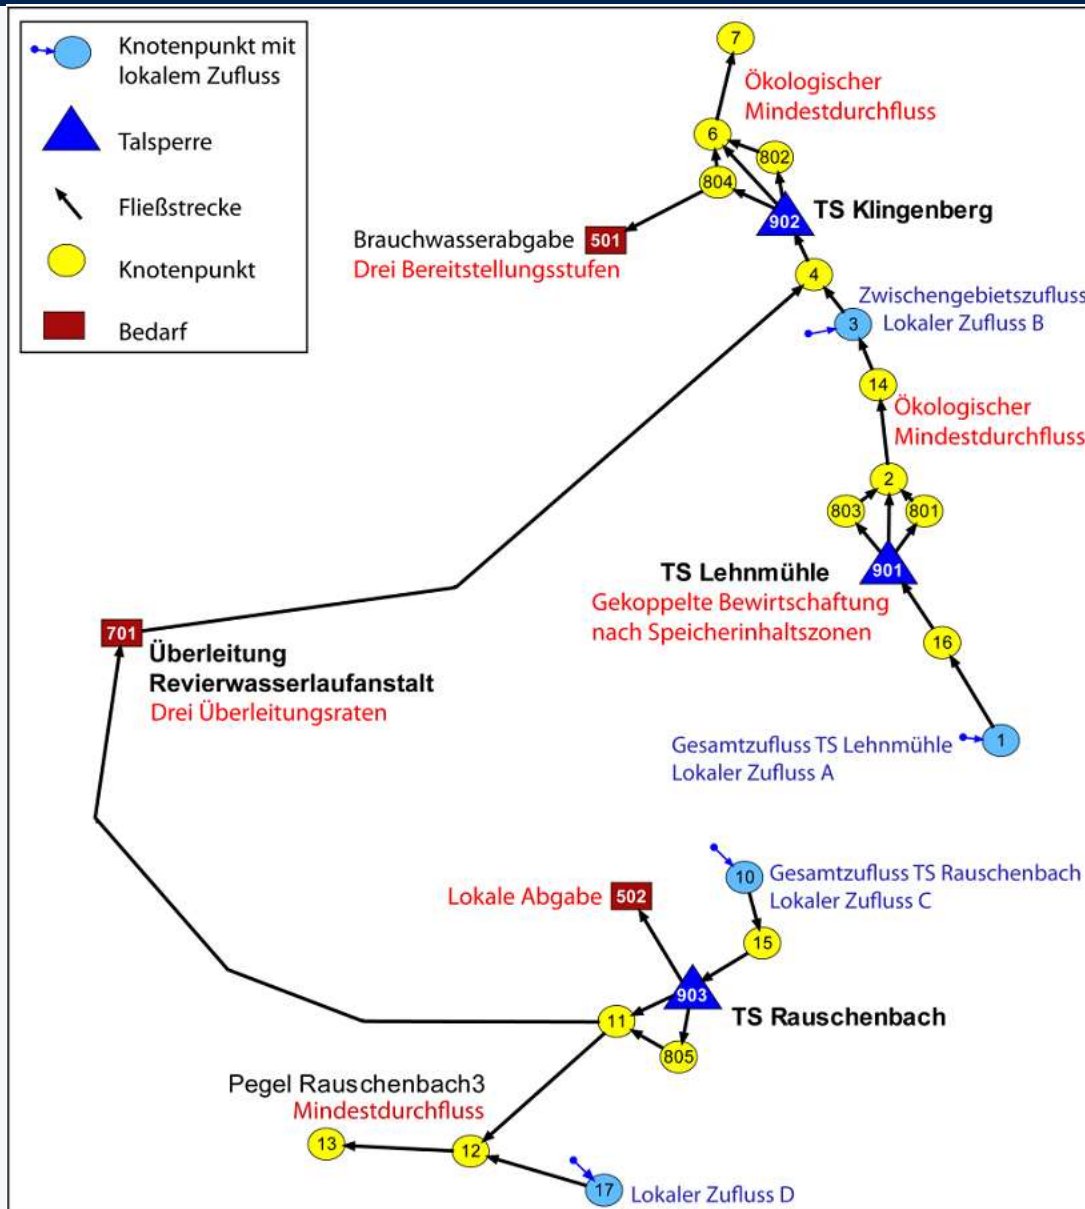 Knotenpunkt mit
lokalem Zufluss
Talsperre
Fließstrecke
Knotenpunkt
Bedarf
7
Ökologischer
Mindestdurchfluss
6
802
804
TS Klingenberg
902
Brauchwasserabgabe
501
Drei Bereitstellungsstufen
4
Zwischengebietszufluss
Lokaler Zufluss B
3
14
Ökologischer
Mindestdurchfluss
2
803
801
TS Lehnmühle
901
Gekoppelte Bewirtschaftung
nach Speicherinhaltszonen
16
701
Überleitung
Revierwasserlaufanstalt
Drei Überleitungsraten
Gesamtzufluss TS Lehnmühle
Lokaler Zufluss A
1
10
Gesamtzufluss TS Rauschenbach
Lokaler Zufluss C
Lokale Abgabe
502
15
903
TS Rauschenbach
11
805
Pegel Rauschenbach3
Mindestdurchfluss
13
12
17
Lokaler Zufluss D